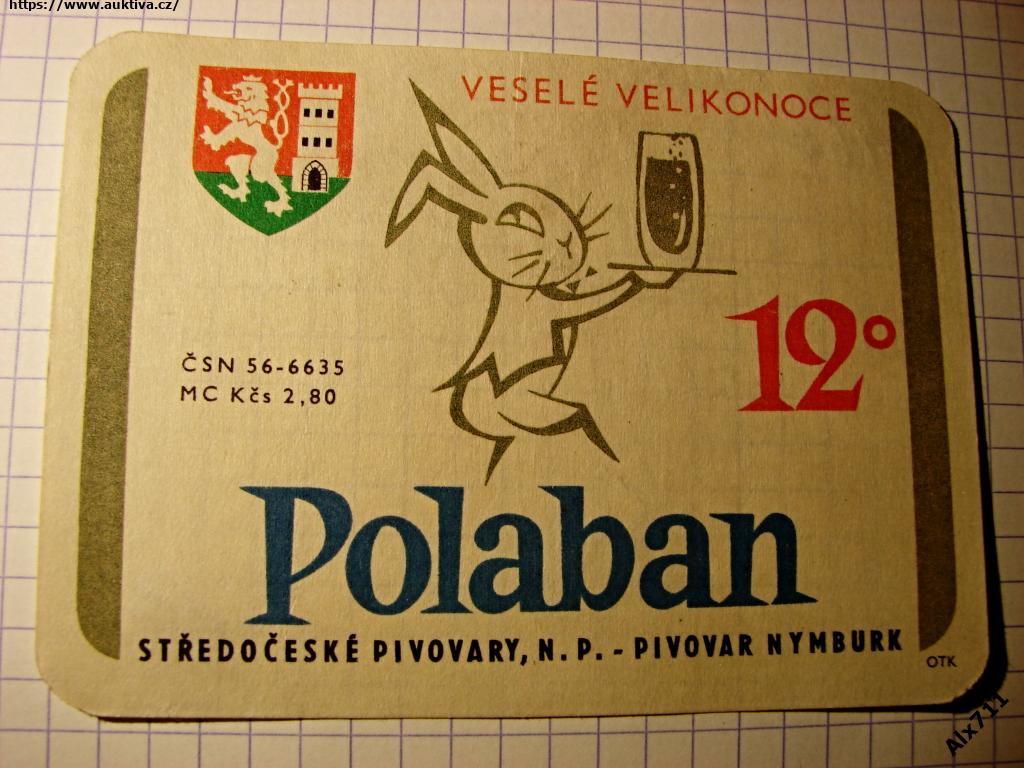 https://www.auktiva.cz/
VESELÉ VELIKONOCE
12°
ČSN 56-6635
MC Kčs 2,80
Polaban
STŘEDOČESKÉ PIVOVARY, N. P. - PIVOVAR NYMBURK
OTK
Alx711